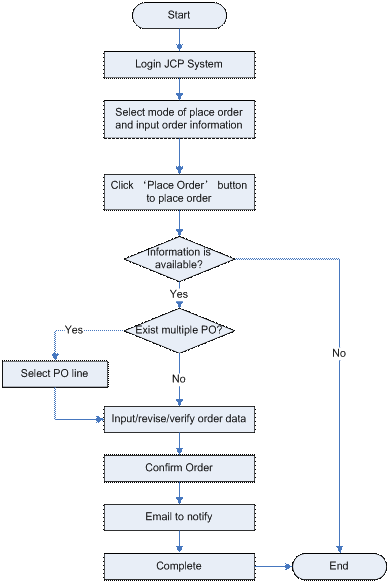 Start
Login JCP System
Select mode of place order
and input order information
Click ‘Place Order’ button
to place order
Information is
available?
Yes
Exist multiple PO?
Yes
No
Select PO line
No
Input/revise/verify order data
Confirm Order
Email to notify
Complete
End